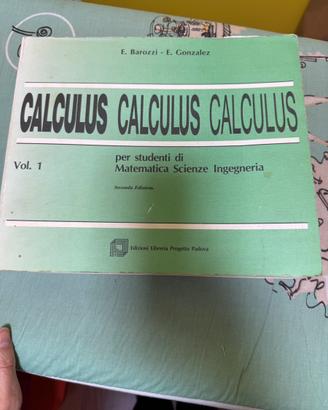 E. Barozzi - E. Gonzalez
CALCULUS CALCULUS CALCULUS
Vol. 1
per studenti di
Matematica Scienze Ingegneria
Seconda Edizione
Edizioni Libreria Progetto Padova